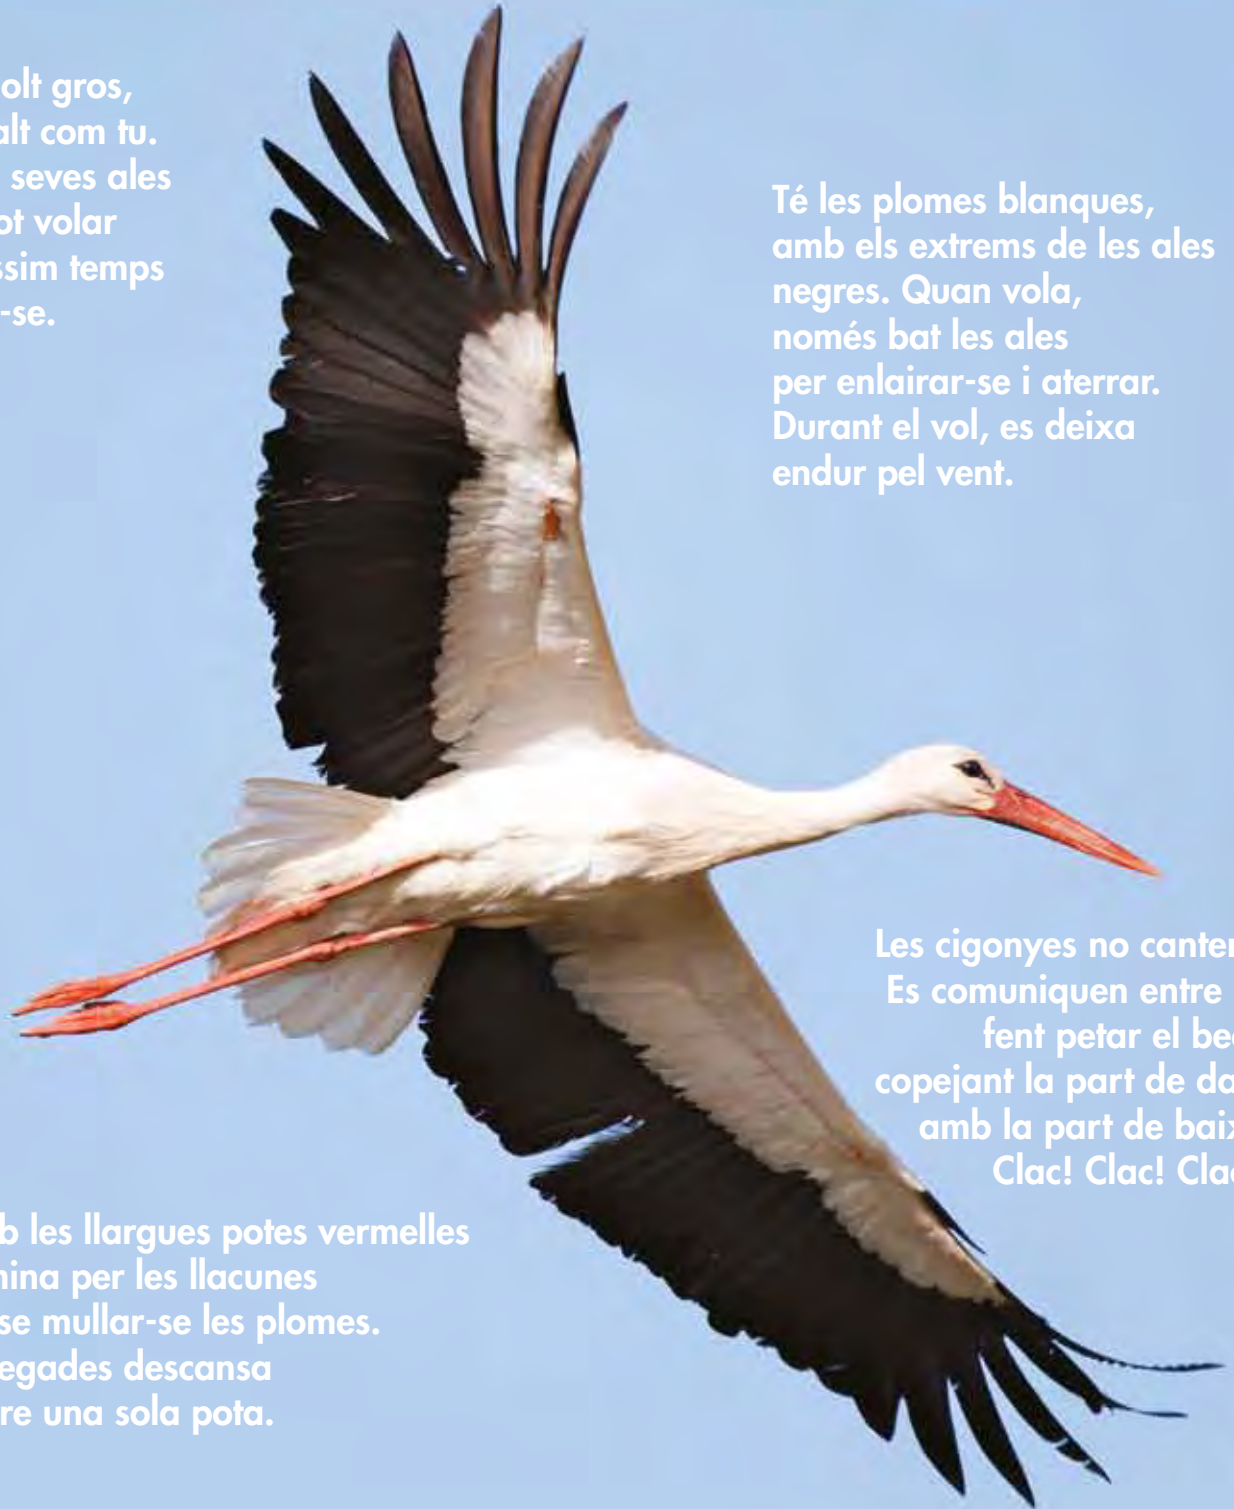 olt gros,
alt com tu.
seves ales
ot volar
ssim temps
-se.
Té les plomes blanques,
amb els extrems de les ales
negres. Quan vola,
només bat les ales
per enlairar-se i aterrar.
Durant el vol, es deixa
endur pel vent.
Les cigonyes no canten
Es comuniquen entre
fent petar el bec
copejant la part de da
amb la part de baix
Clac! Clac! Clac
b les llargues potes vermelles
mina per les llacunes
se mullar-se les plomes.
egades descansa
re una sola pota.